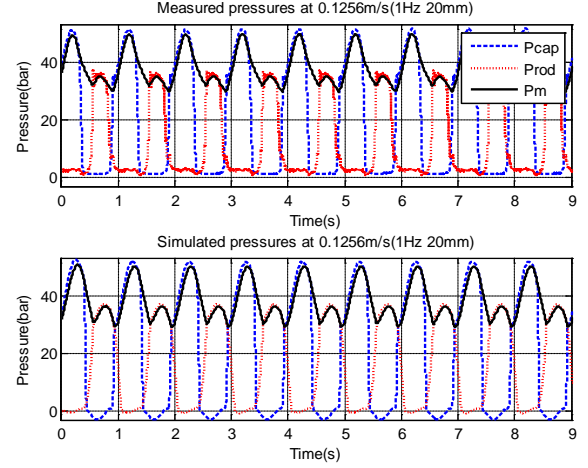 Measured pressures at 0.1256m/s(1Hz 20mm)
Pressure(bar)
40
20
0
Pcap
Prod
Pm
0 1 2 3 4 5 6 7 8 9
Time(s)
Simulated pressures at 0.1256m/s(1Hz 20mm)
Pressure(bar)
40
20
0
0 1 2 3 4 5 6 7 8 9
Time(s)